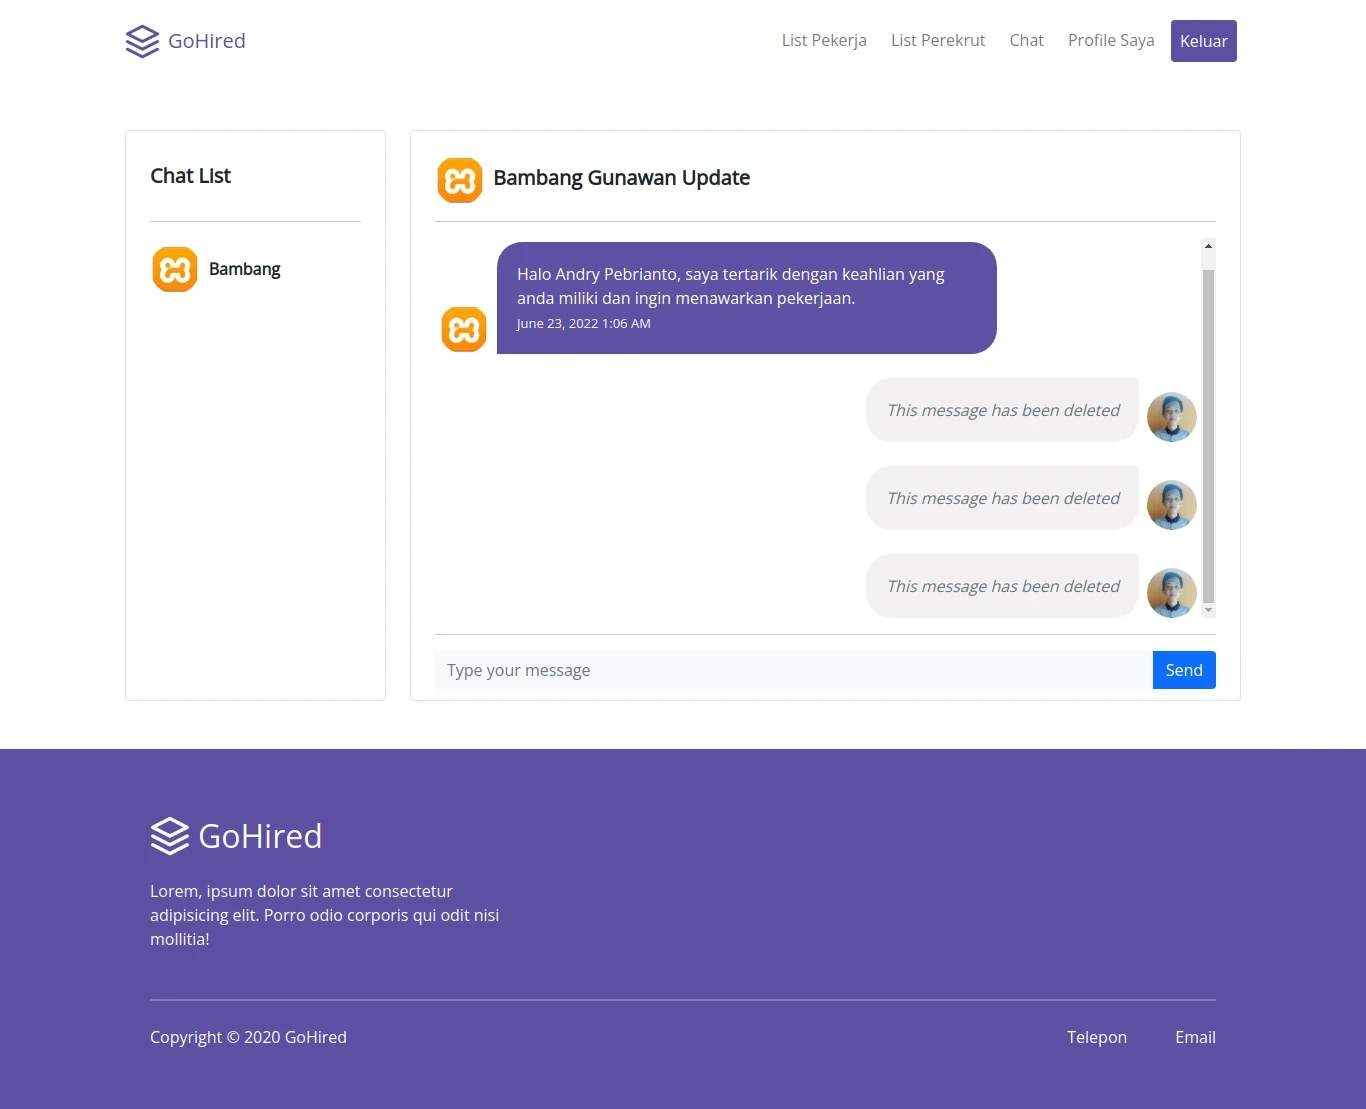 GoHired
List Pekerja
List Perekrut
Chat
Profile Saya
Keluar
Chat List
Bambang
Bambang Gunawan Update
Halo Andry Pebrianto, saya tertarik dengan keahlian yang
anda miliki dan ingin menawarkan pekerjaan.
June 23, 2022 1:06 AM
This message has been deleted
This message has been deleted
This message has been deleted
Type your message
Send
GoHired
Lorem, ipsum dolor sit amet consectetur
adipisicing elit. Porro odio corporis qui odit nisi
mollitia!
Copyright © 2020 GoHired
Telepon
Email